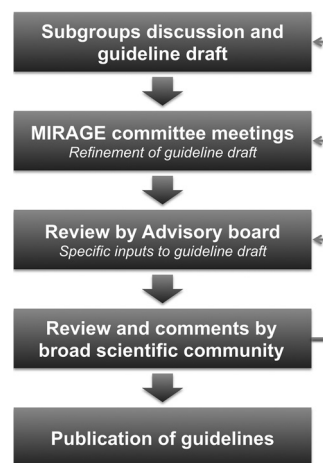 Subgroups discussion and
guideline draft
MIRAGE committee meetings
Refinement of guideline draft
Review by Advisory board
Specific inputs to guideline draft
Review and comments by
broad scientific community
Publication of guidelines